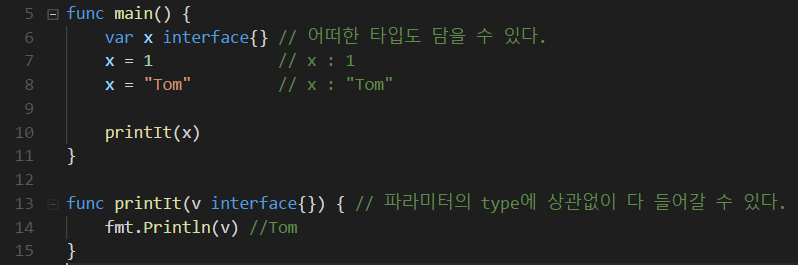 5 func main() {
6 var x interface{} // 어떠한 타입도 담을 수 있다.
7 x = 1 // x : 1
8 x = "Tom" // x : "Tom"
9
10 printIt(x)
11 }
12
13 func printIt(v interface{}) { // 파라미터의 type에 상관없이 다 들어갈 수 있다.
14 fmt.Println(v) //Tom
15 }